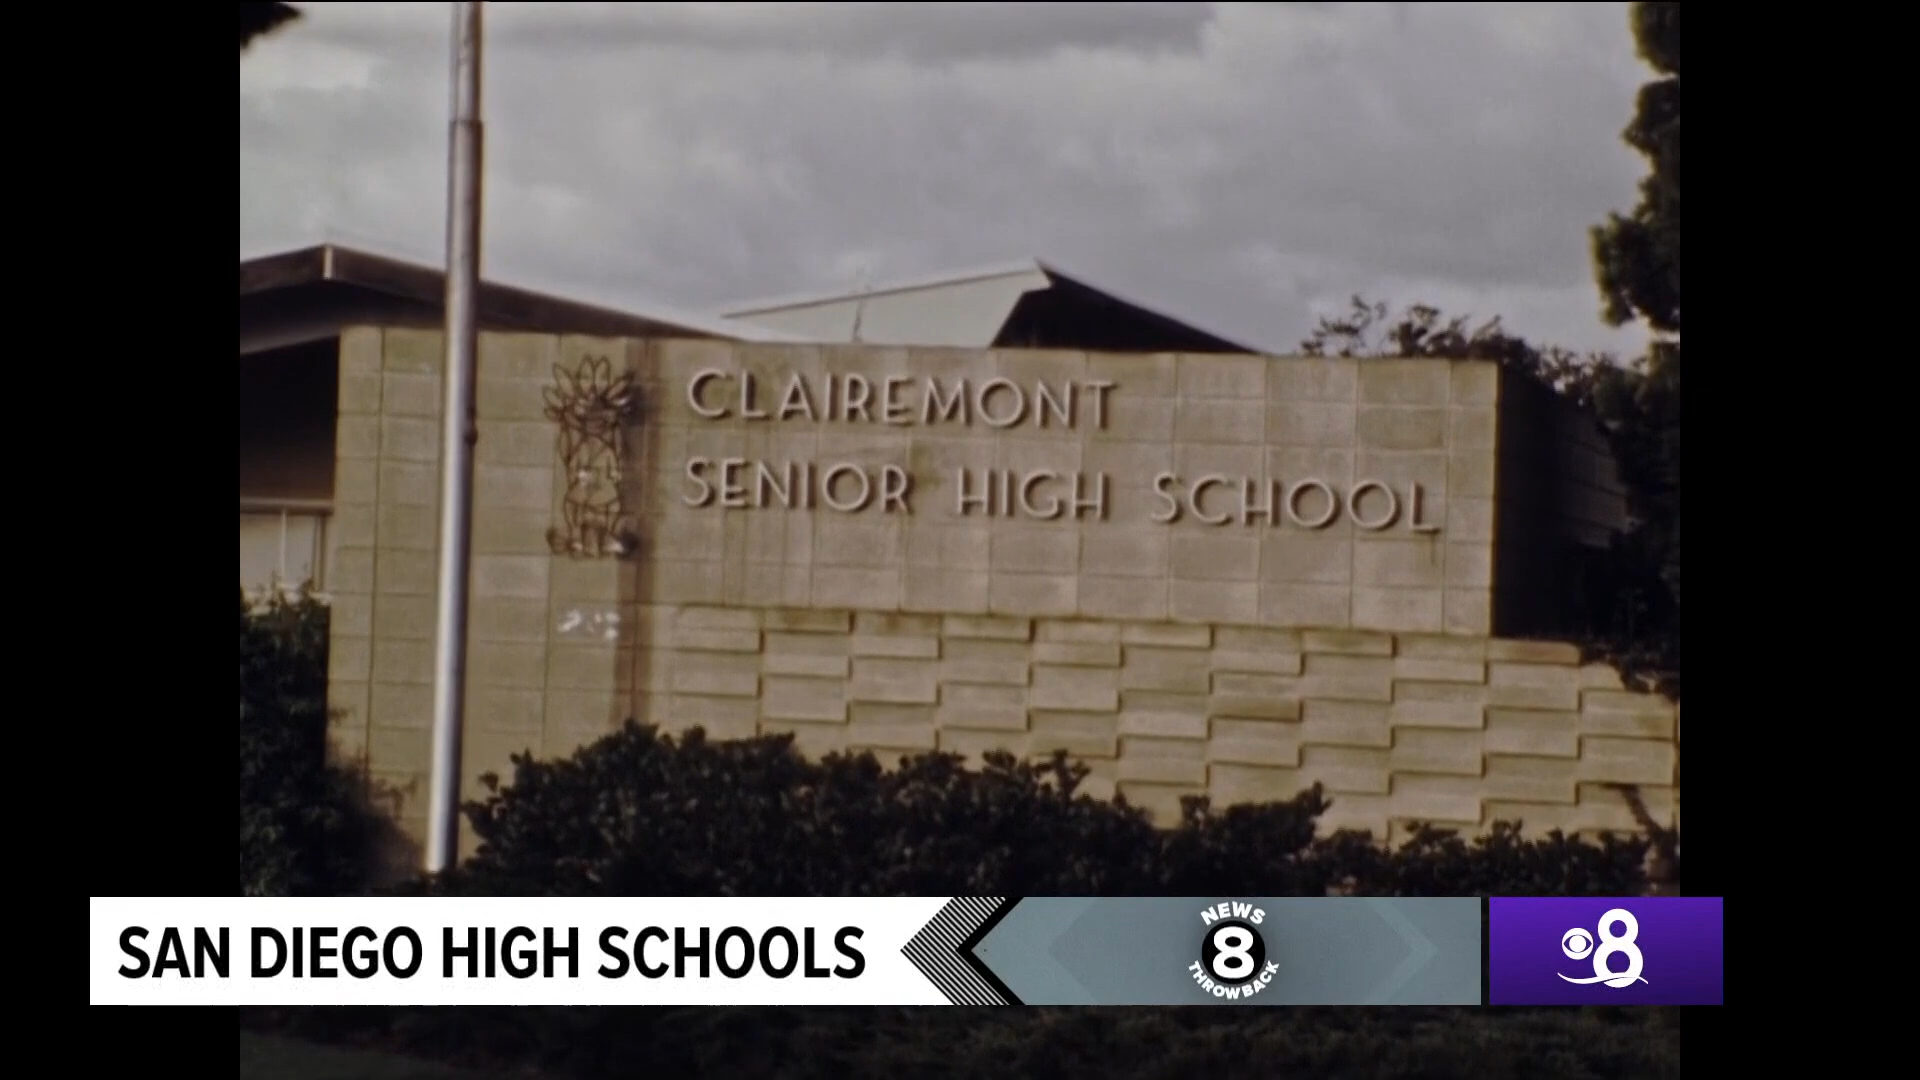 CLAIREMONT
SENIOR HIGH SCHOOL
SAN DIEGO HIGH SCHOOLS
NEWS
8
THROWBACK
8